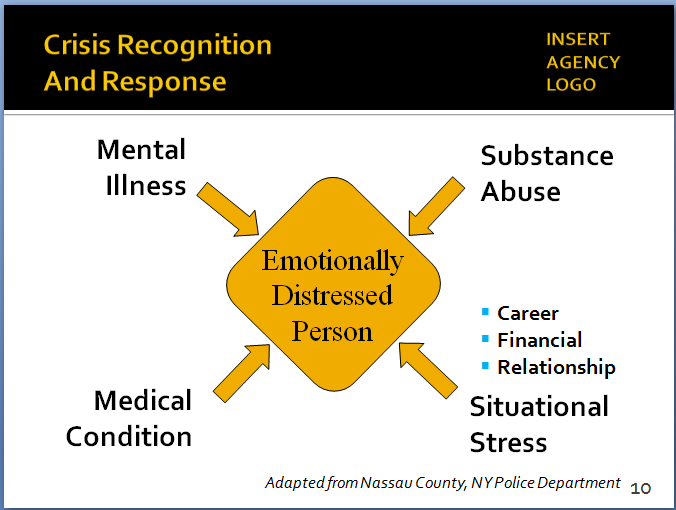 Crisis Recognition
And Response
INSERT
AGENCY
LOGO
Mental
Illness
Substance
Abuse
Emotionally
Distressed
Person
Career
Financial
Relationship
Medical
Condition
Situational
Stress
Adapted from Nassau County, NY Police Department
10